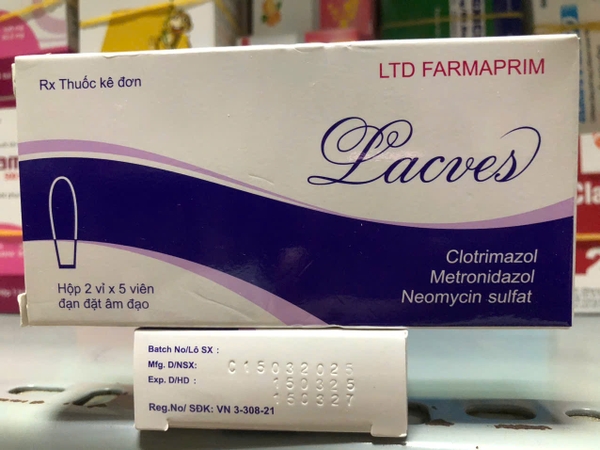 Rx Thuốc kê đơn
LTD FARMAPRIM
Lacves
Clotrimazol
Metronidazol
Neomycin sulfat
Hộp 2 vỉ x 5 viên
đạn đặt âm đạo
Batch No/Lô SX : C15032025
Mfg. D/NSX: 150325
Exp. D/HD : 150327
Reg.No/ SĐK: VN 3-308-21